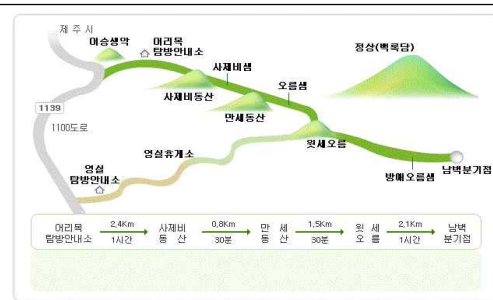 제주시
어승생악
어리목
탐방안내소
정상(백록담)
사제비샘
오름샘
사제비동산
만세동산
1139
1100도로
영실휴게소
윗세오름
영실
탐방안내소
방애오름샘
남벽분기점
어리목
탐방안내소
2,4Km
1시간
사제비
동 산
0,8Km
30분
만 세
동 산
1,5Km
30분
윗 세
오 름
2,1Km
1시간
남벽
분기점